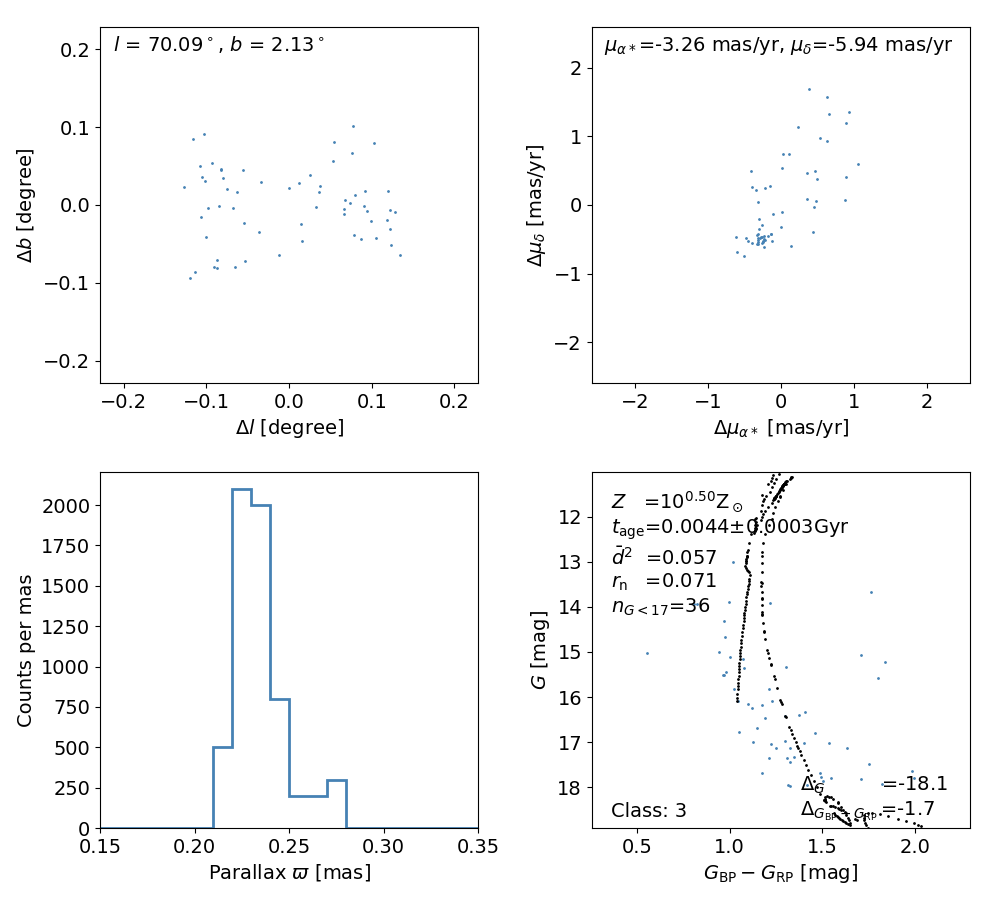 l = 70.09°, b = 2.13°
0.2
0.1
0.0
−0.1
−0.2
Δb [degree]
−0.2 −0.1 0.0 0.1 0.2
Δl [degree]
μα*=-3.26 mas/yr, μδ=-5.94 mas/yr
2
1
0
−1
−2
Δμδ [mas/yr]
−2 −1 0 1 2
Δμα* [mas/yr]
2000
1750
1500
1250
1000
750
500
250
0
Counts per mas
0.15 0.20 0.25 0.30 0.35
Parallax ϖ [mas]
Z =10^0.50 Z⊙
t_age=0.0044±0.0003Gyr
d̄² =0.057
r_n =0.071
n_G<17=36
12
13
14
15
16
17
18
G [mag]
Δ_G =-18.1
Class: 3
Δ_G_BP−G_RP=-1.7
0.5 1.0 1.5 2.0
G_BP − G_RP [mag]